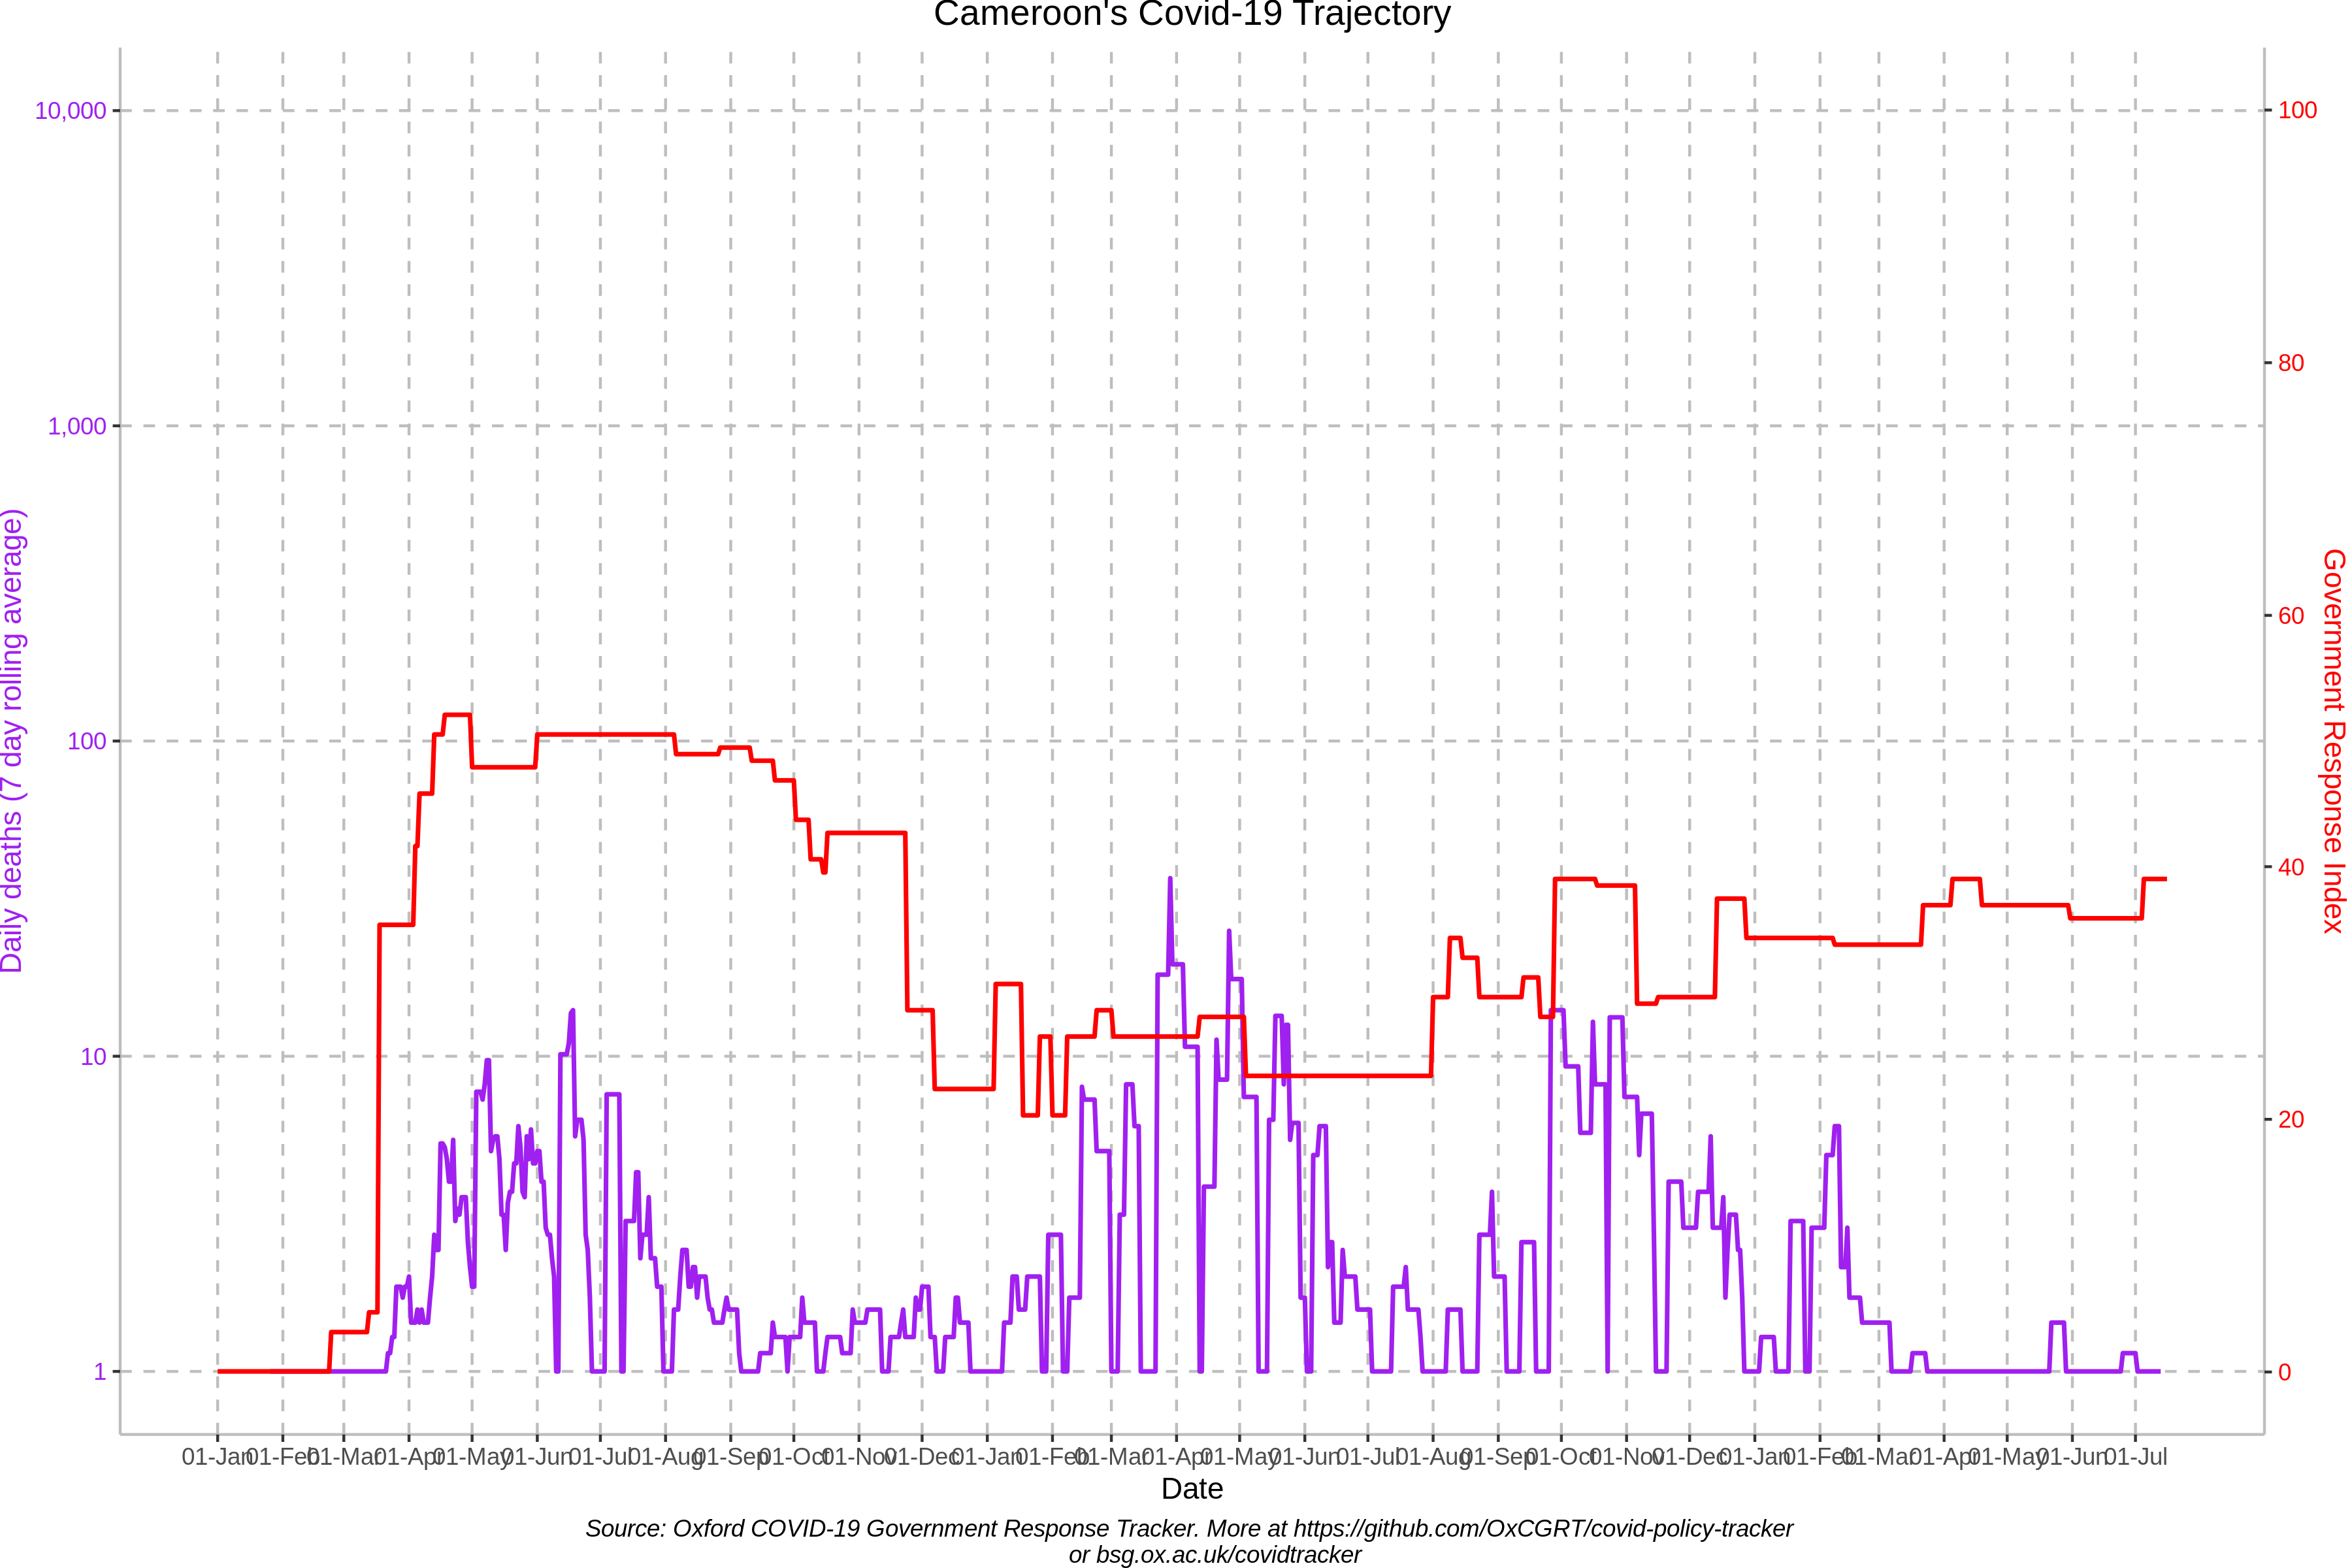 Cameroon's Covid-19 Trajectory
10,000
1,000
100
10
1
Daily deaths (7 day rolling average)
100
80
60
40
20
0
Government Response Index
01-Jan 01-Feb 01-Mar 01-Apr 01-May 01-Jun 01-Jul 01-Aug 01-Sep 01-Oct 01-Nov 01-Dec 01-Jan 01-Feb 01-Mar 01-Apr 01-May 01-Jun 01-Jul 01-Aug 01-Sep 01-Oct 01-Nov 01-Dec 01-Jan 01-Feb 01-Mar 01-Apr 01-May 01-Jun 01-Jul
Date
Source: Oxford COVID-19 Government Response Tracker. More at https://github.com/OxCGRT/covid-policy-tracker
or bsg.ox.ac.uk/covidtracker